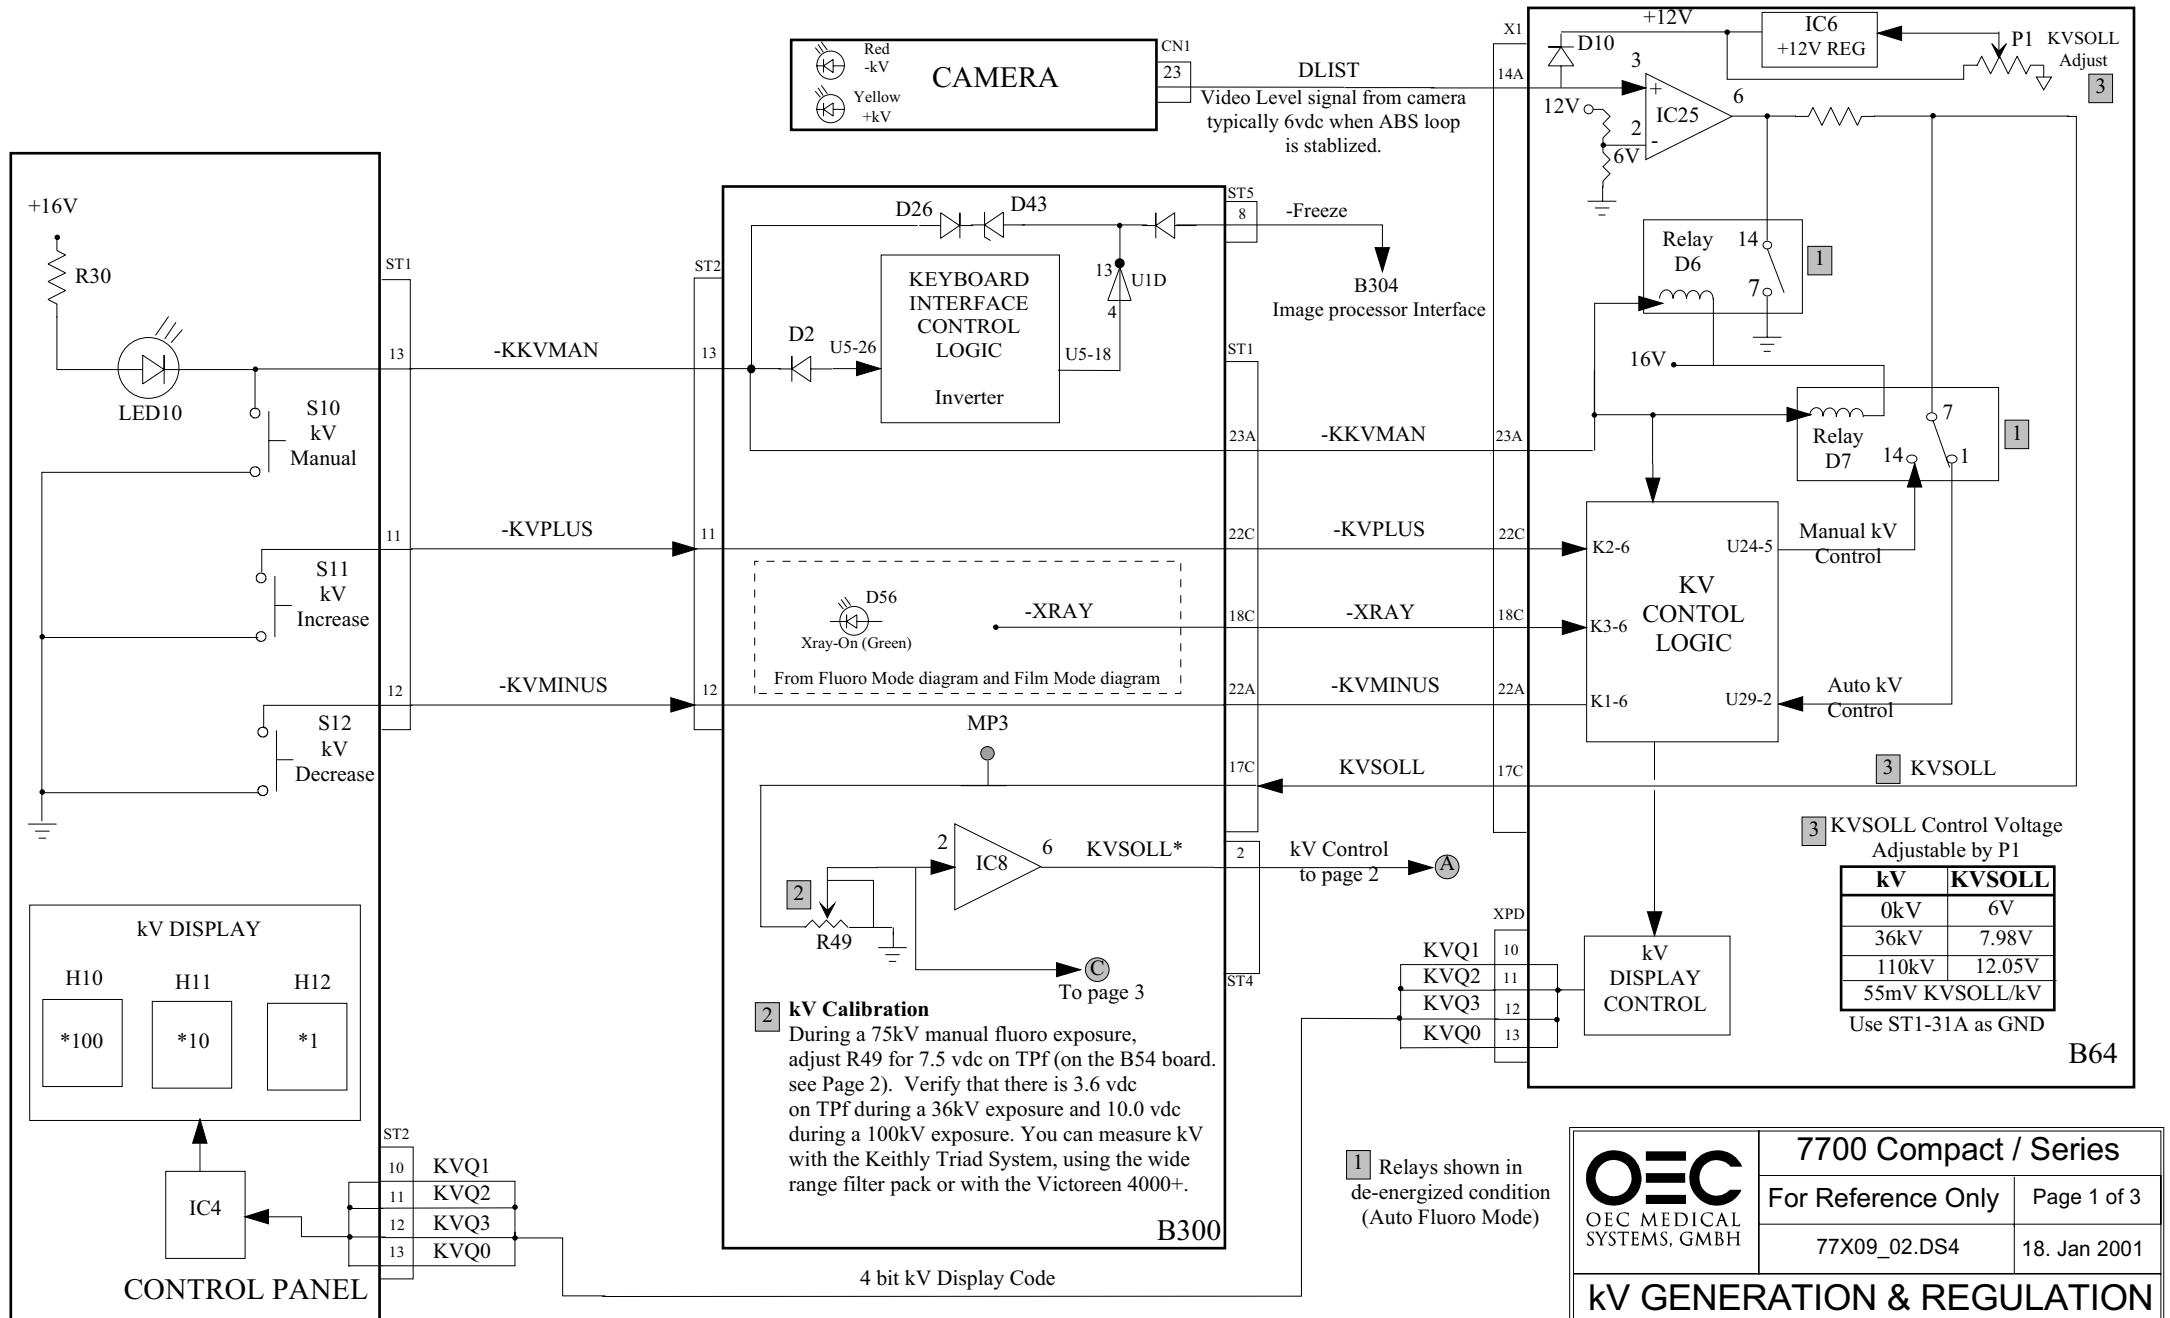 Red
-kV
Yellow
+kV
CAMERA
CN1
23
DLIST
Video Level signal from camera
typically 6vdc when ABS loop
is stablized.
X1
14A
D10
+12V
IC6
+12V REG
P1
KVSOLL
Adjust
3
3
+
IC25
6
12V
2
-
6V
Relay
D6
14
7
1
16V
Relay
D7
7
14
1
1
+16V
R30
LED10
S10
kV
Manual
ST1
13
-KKVMAN
ST2
13
D26
D43
D2
U5-26
KEYBOARD
INTERFACE
CONTROL
LOGIC
Inverter
U5-18
13
U1D
4
ST5
8
-Freeze
B304
Image processor Interface
ST1
23A
-KKVMAN
23A
S11
kV
Increase
11
-KVPLUS
11
22C
-KVPLUS
22C
D56
Xray-On (Green)
-XRAY
From Fluoro Mode diagram and Film Mode diagram
18C
-XRAY
18C
S12
kV
Decrease
12
-KVMINUS
12
22A
-KVMINUS
22A
K2-6
U24-5
K3-6
KV
CONTOL
LOGIC
K1-6
U29-2
Manual kV
Control
Auto kV
Control
MP3
17C
KVSOLL
17C
3
KVSOLL
2
IC8
6
KVSOLL*
2
kV Control
to page 2
A
2
R49
C
To page 3
ST4
3
KVSOLL Control Voltage
Adjustable by P1
kV KVSOLL
0kV 6V
36kV 7.98V
110kV 12.05V
55mV KVSOLL/kV
Use ST1-31A as GND
B64
XPD
KVQ1 10
KVQ2 11
KVQ3 12
KVQ0 13
kV
DISPLAY
CONTROL
kV DISPLAY
H10
H11
H12
*100
*10
*1
IC4
ST2
10 KVQ1
11 KVQ2
12 KVQ3
13 KVQ0
CONTROL PANEL
2
kV Calibration
During a 75kV manual fluoro exposure,
adjust R49 for 7.5 vdc on TPf (on the B54 board.
see Page 2). Verify that there is 3.6 vdc
on TPf during a 36kV exposure and 10.0 vdc
during a 100kV exposure. You can measure kV
with the Keithly Triad System, using the wide
range filter pack or with the Victoreen 4000+.
B300
4 bit kV Display Code
1
Relays shown in
de-energized condition
(Auto Fluoro Mode)
OEC
OEC MEDICAL
SYSTEMS, GMBH
7700 Compact / Series
For Reference Only
Page 1 of 3
77X09_02.DS4
18. Jan 2001
kV GENERATION & REGULATION